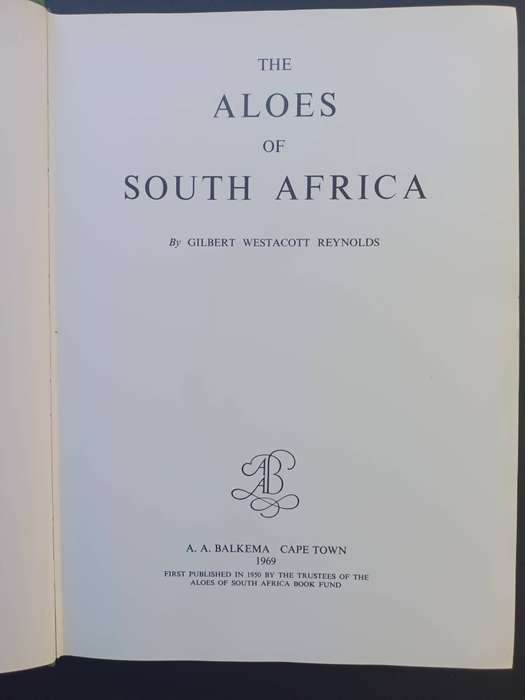 THE
ALOES
OF
SOUTH AFRICA
By GILBERT WESTACOTT REYNOLDS
AAB
A. A. BALKEMA CAPE TOWN
1969
FIRST PUBLISHED IN 1950 BY THE TRUSTEES OF THE
ALOES OF SOUTH AFRICA BOOK FUND